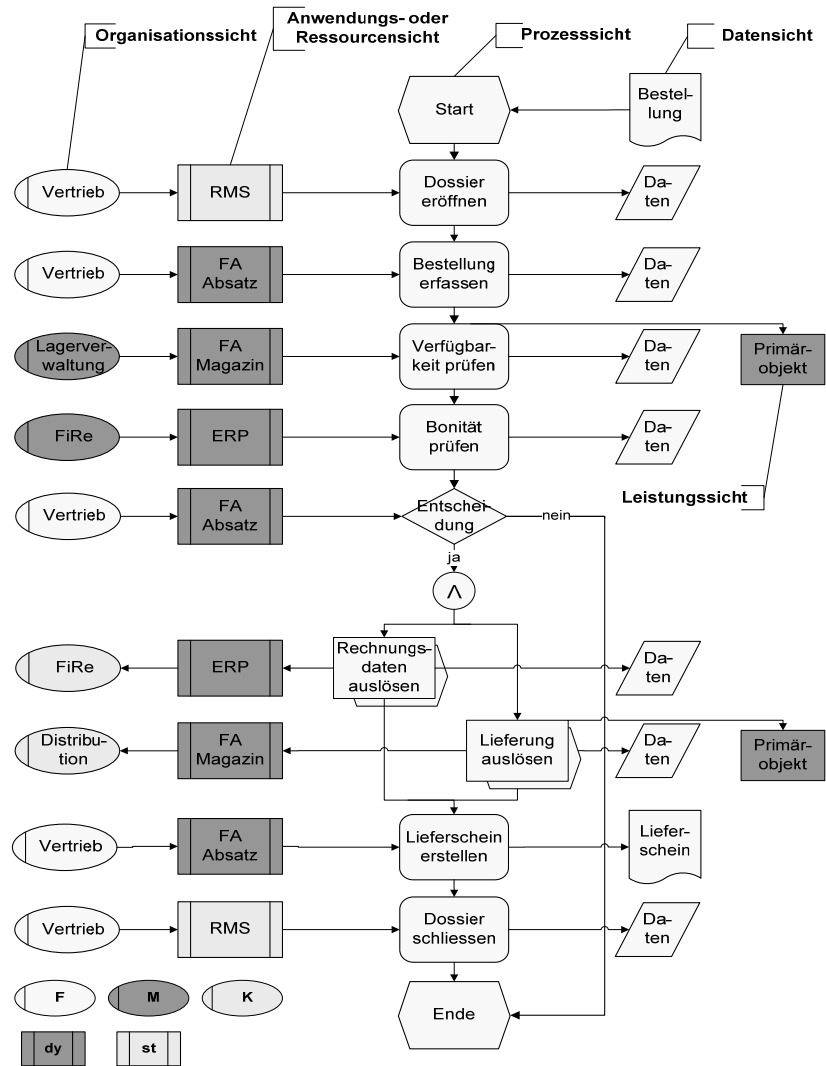 Organisationssicht
Anwendungs- oder
Ressourcensicht
Prozesssicht
Datensicht
Start
Bestel-
lung
Vertrieb
RMS
Dossier
eröffnen
Da-
ten
Vertrieb
FA
Absatz
Bestellung
erfassen
Da-
ten
Lagerver-
waltung
FA
Magazin
Verfügbar-
keit prüfen
Da-
ten
Primär-
objekt
FiRe
ERP
Bonität
prüfen
Da-
ten
Leistungssicht
Vertrieb
FA
Absatz
Entschei-
dung
nein
ja
Λ
FiRe
ERP
Rechnungs-
daten
auslösen
Da-
ten
Distribu-
tion
FA
Magazin
Lieferung
auslösen
Da-
ten
Primär-
objekt
Vertrieb
FA
Absatz
Lieferschein
erstellen
Liefer-
schein
Vertrieb
RMS
Dossier
schliessen
Da-
ten
F
M
K
Ende
dy
st